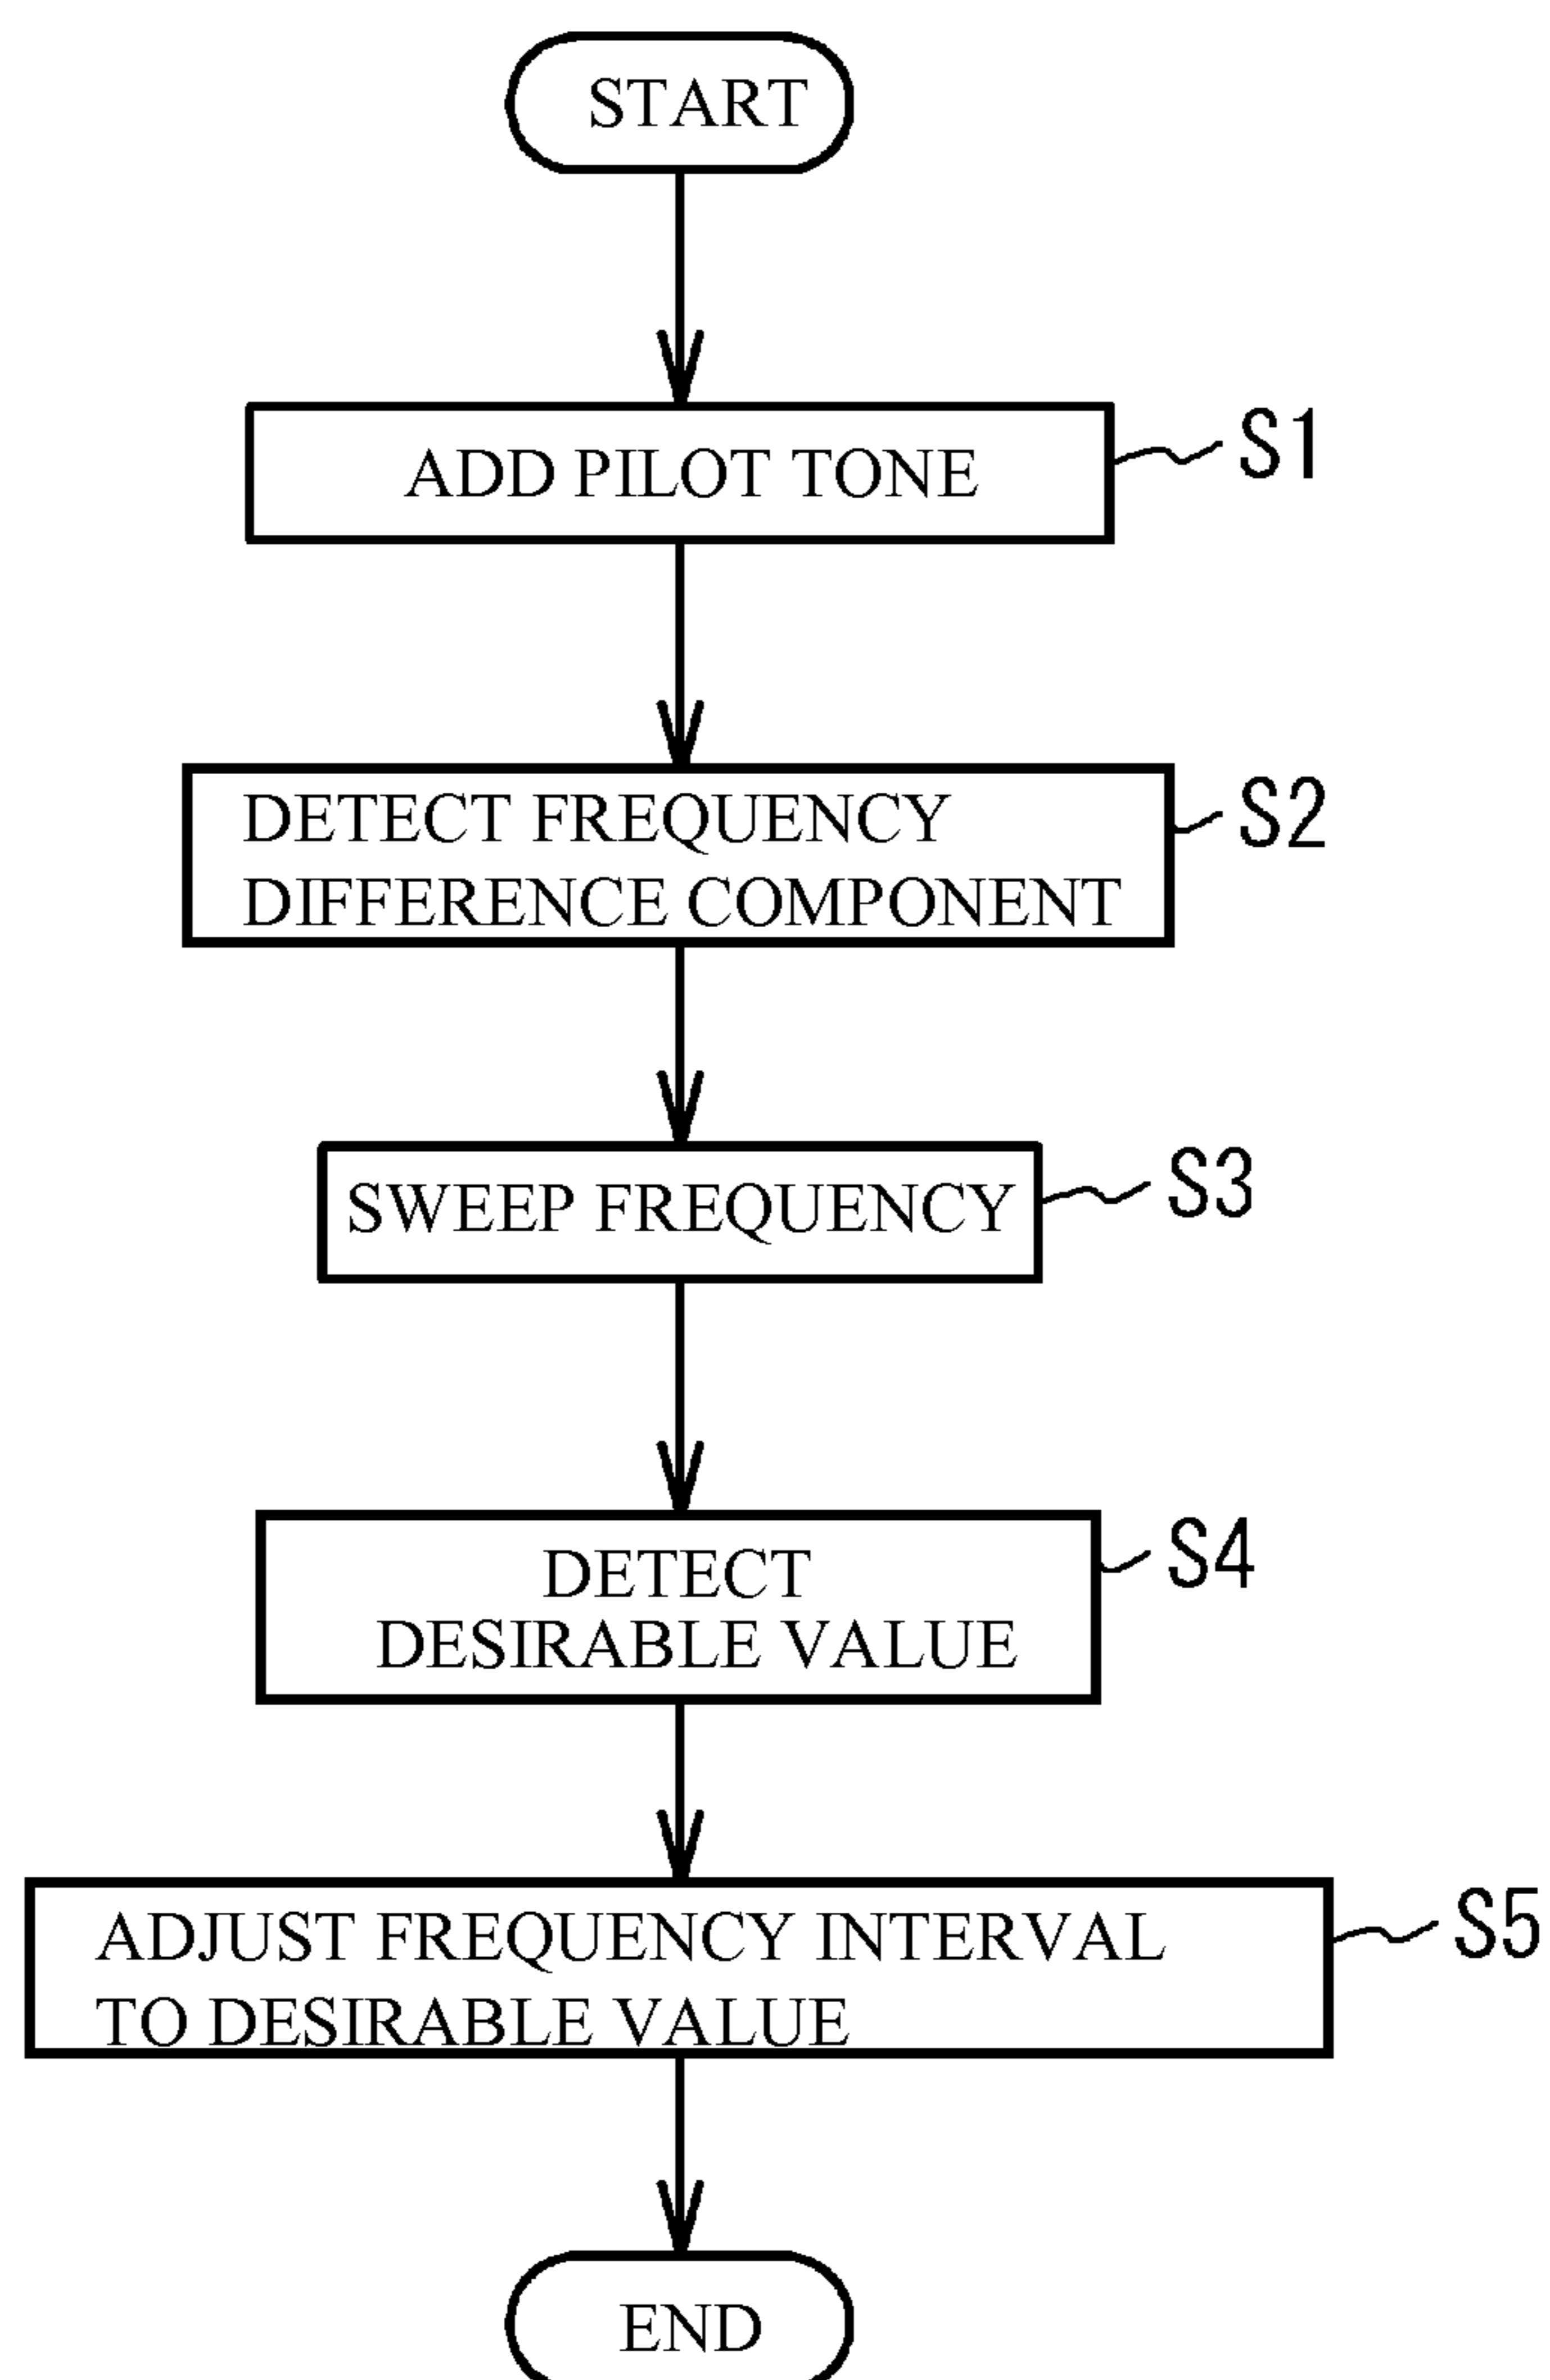 START
ADD PILOT TONE
S1
DETECT FREQUENCY
DIFFERENCE COMPONENT
S2
SWEEP FREQUENCY
S3
DETECT
DESIRABLE VALUE
S4
ADJUST FREQUENCY INTERVAL
TO DESIRABLE VALUE
S5
END